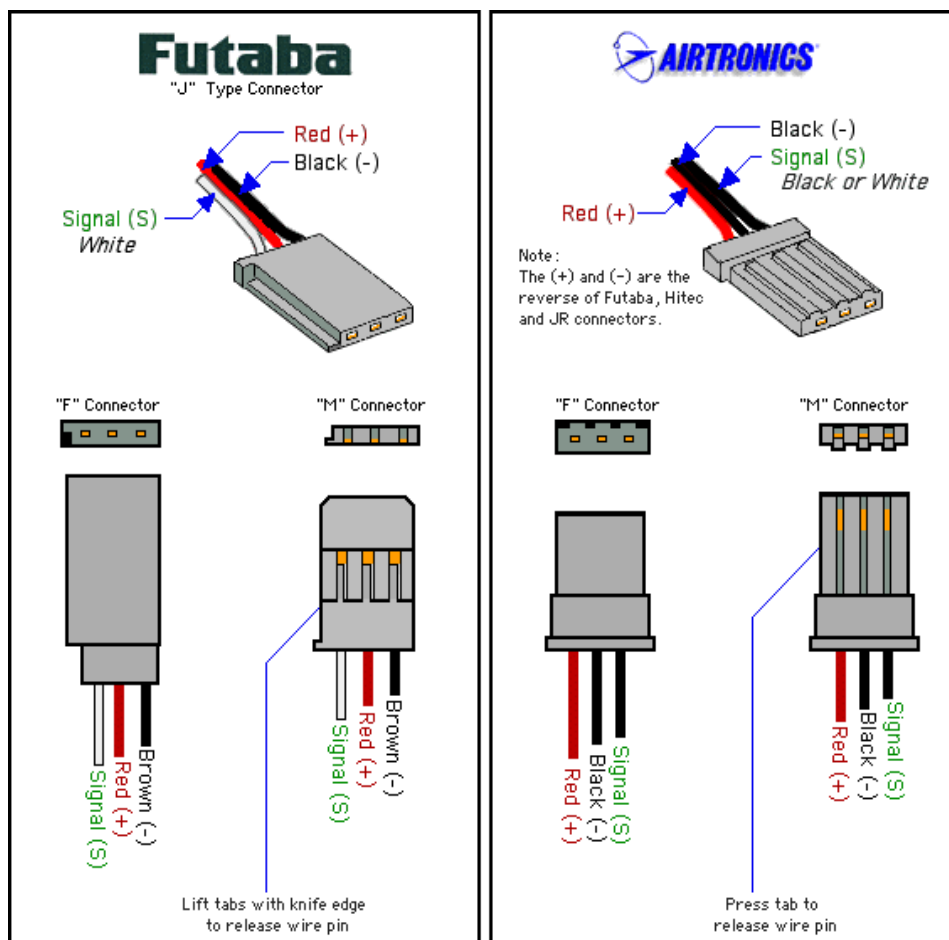 Futaba
"J" Type Connector
Red (+)
Black (-)
Signal (S)
White
"F" Connector
"M" Connector
Signal (S)
Red (+)
Brown (-)
Signal (S)
Red (+)
Brown (-)
Lift tabs with knife edge
to release wire pin
AIRTRONICS
Black (-)
Signal (S)
Black or White
Red (+)
Note:
The (+) and (-) are the
reverse of Futaba, Hitec
and JR connectors.
"F" Connector
"M" Connector
Red (+)
Black (-)
Signal (S)
Red (+)
Black (-)
Signal (S)
Press tab to
release wire pin